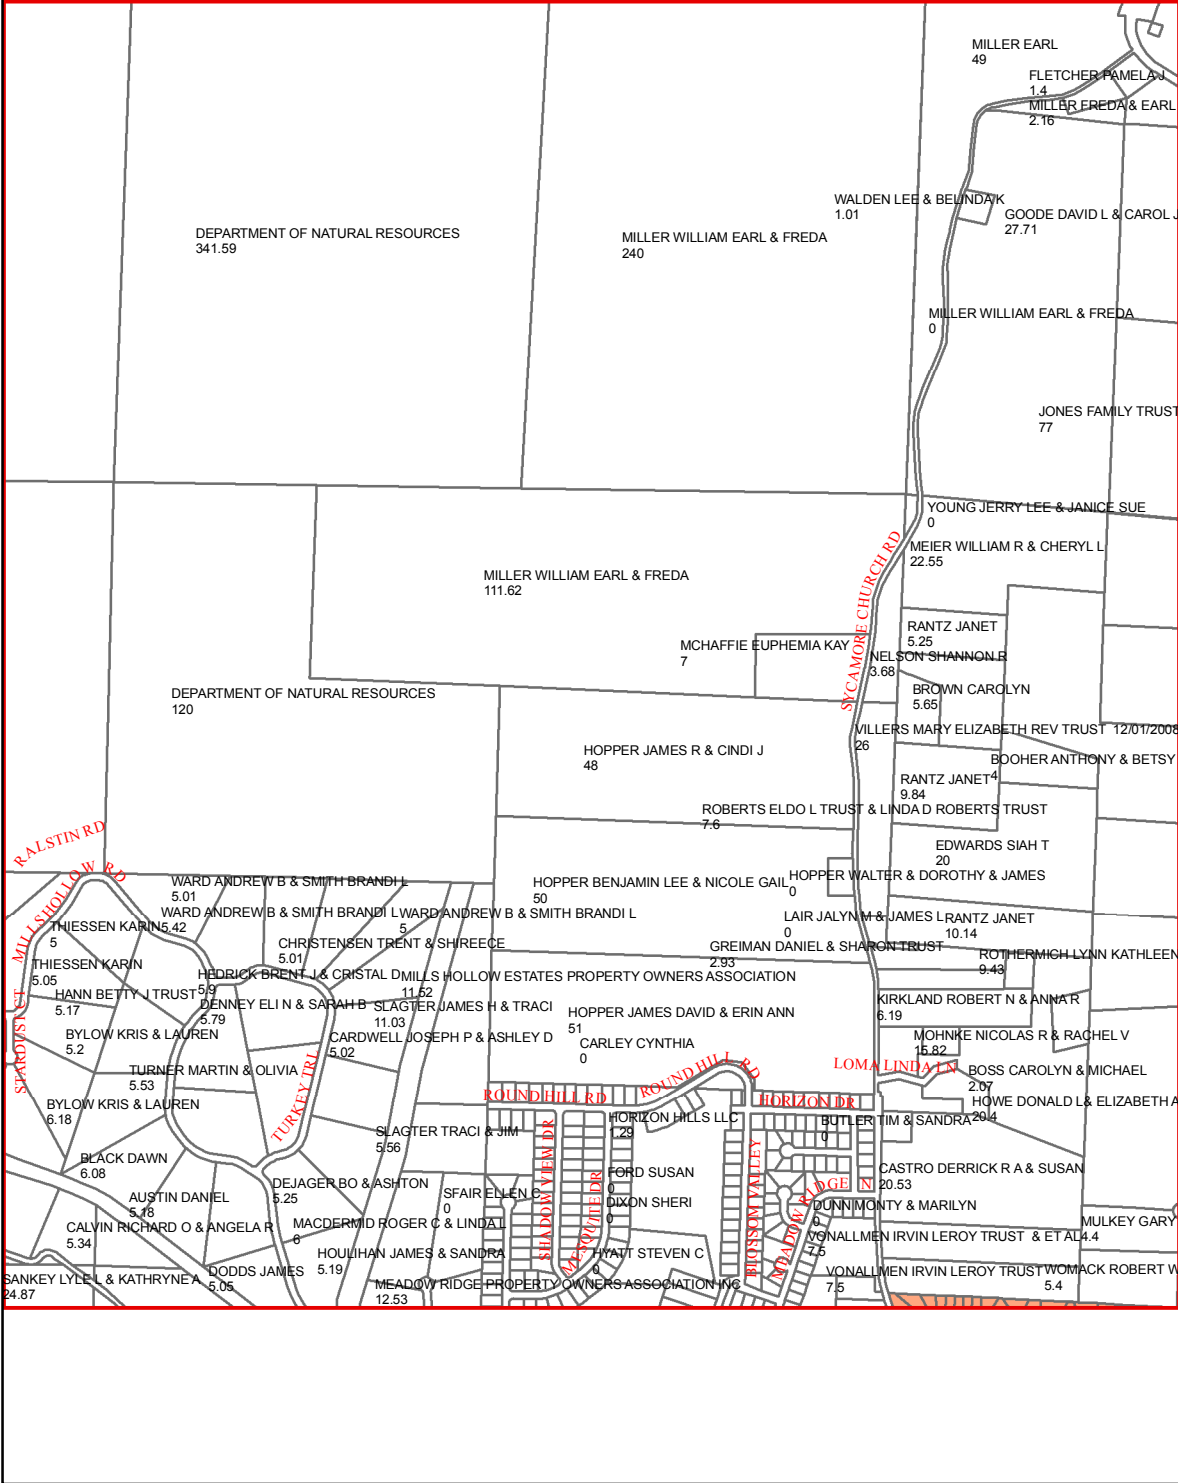 MILLER EARL
49
FLETCHER PAMELA J
1.4
MILLER FREDA & EARL
2.16
WALDEN LEE & BELINDA K
1.01
GOODE DAVID L & CAROL J
27.71
DEPARTMENT OF NATURAL RESOURCES
341.59
MILLER WILLIAM EARL & FREDA
240
MILLER WILLIAM EARL & FREDA
0
JONES FAMILY TRUST
77
YOUNG JERRY LEE & JANICE SUE
0
SYCAMORE CHURCH RD
MEIER WILLIAM R & CHERYL L
22.55
MILLER WILLIAM EARL & FREDA
111.62
RANTZ JANET
5.25
MCHAFFIE EUPHEMIA KAY
7
NELSON SHANNON R
3.68
DEPARTMENT OF NATURAL RESOURCES
120
BROWN CAROLYN
5.65
VILLERS MARY ELIZABETH REV TRUST 12/01/2008
26
HOPPER JAMES R & CINDI J
48
BOOHER ANTHONY & BETSY
4
RANTZ JANET
9.84
ROBERTS ELDO L TRUST & LINDA D ROBERTS TRUST
7.6
RALSTIN RD
EDWARDS SIAH T
20
MILLS HOLLOW RD
WARD ANDREW B & SMITH BRANDI L
5.01
HOPPER BENJAMIN LEE & NICOLE GAIL
50
HOPPER WALTER & DOROTHY & JAMES
0
WARD ANDREW B & SMITH BRANDI L
5.42
WARD ANDREW B & SMITH BRANDI L
5
THIESSEN KARIN
5
LAIR JALYN M & JAMES L
0
RANTZ JANET
10.14
CHRISTENSEN TRENT & SHIREECE
5.01
GREIMAN DANIEL & SHARON TRUST
2.93
ROTHERMICH LYNN KATHLEEN
9.43
THIESSEN KARIN
5.05
HEDRICK BRENT J & CRISTAL D
5.9
MILLS HOLLOW ESTATES PROPERTY OWNERS ASSOCIATION
11.52
HANN BETTY J TRUST
5.17
DENNEY ELI N & SARAH B
5.79
SLAGTER JAMES H & TRACI
11.03
HOPPER JAMES DAVID & ERIN ANN
51
KIRKLAND ROBERT N & ANNA R
6.19
STARDUST CT
BYLOW KRIS & LAUREN
5.2
CARDWELL JOSEPH P & ASHLEY D
5.02
CARLEY CYNTHIA
0
MOHNKE NICOLAS R & RACHEL V
15.82
LOMA LINDA LN
TURNER MARTIN & OLIVIA
5.53
TURKEY TRL
BOSS CAROLYN & MICHAEL
2.07
ROUND HILL RD
ROUND HILL RD
HORIZON DR
BYLOW KRIS & LAUREN
6.18
HOWE DONALD L & ELIZABETH A
20.4
HORIZON HILLS LLC
1.29
BUTLER TIM & SANDRA
0
SLAGTER TRACI & JIM
5.56
SHADOW VIEW DR
BLOSSOM VALLEY
BLACK DAWN
6.08
CASTRO DERRICK R A & SUSAN
20.53
FORD SUSAN
0
MESQUITE DR
MEADOW RIDGE N
DEJAGER BO & ASHTON
5.25
AUSTIN DANIEL
5.18
SFAIR ELLEN C
0
DIXON SHERI
0
DUNN MONTY & MARILYN
0
CALVIN RICHARD O & ANGELA R
5.34
MACDERMID ROGER C & LINDA L
6
MULKEY GARY
4.4
VONALLMEN IRVIN LEROY TRUST & ET AL
7.5
HOULIHAN JAMES & SANDRA
5.19
HYATT STEVEN C
0
SANKEY LYLE L & KATHRYNE A
24.87
DODDS JAMES
5.05
VONALLMEN IRVIN LEROY TRUST
7.5
WOMACK ROBERT W
5.4
MEADOW RIDGE PROPERTY OWNERS ASSOCIATION INC
12.53